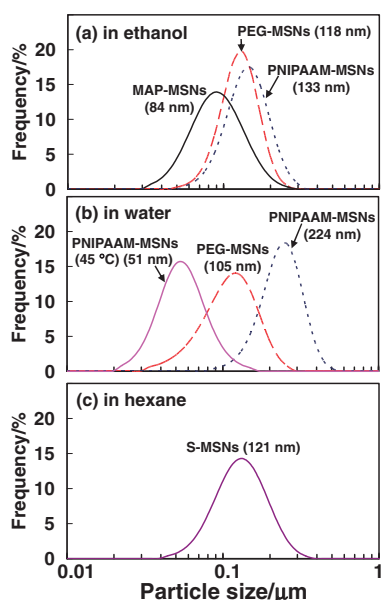 (a) in ethanol
PEG-MSNs (118 nm)
PNIPAAM-MSNs
(133 nm)
MAP-MSNs
(84 nm)
Frequency/%
20
15
10
5
0
(b) in water
PNIPAAM-MSNs
(224 nm)
PNIPAAM-MSNs
(45 °C) (51 nm)
PEG-MSNs
(105 nm)
Frequency/%
20
15
10
5
0
(c) in hexane
S-MSNs (121 nm)
Frequency/%
20
15
10
5
0
0.01
0.1
1
Particle size/μm